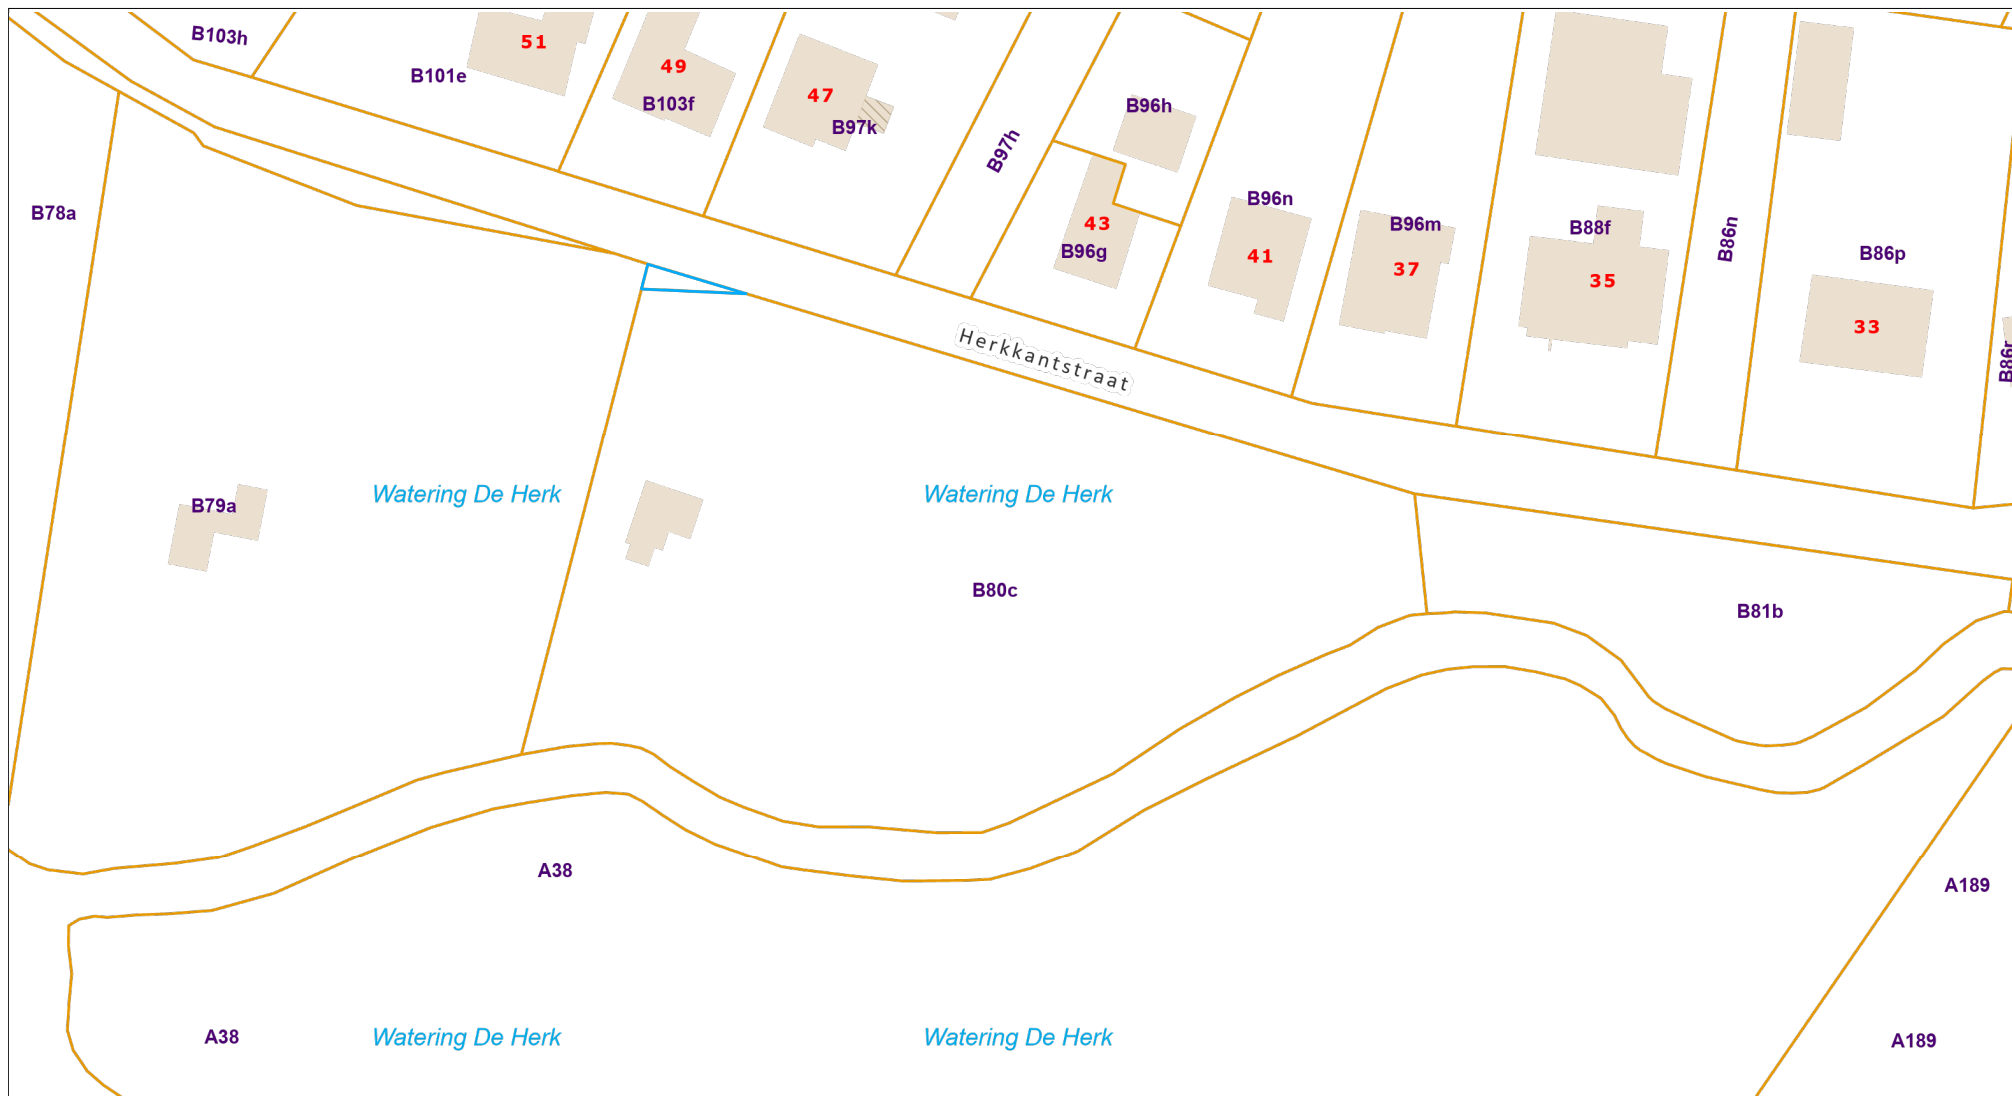 B103h
51
B101e
49
B103f
47
B97k
B97h
B96h
43
B96g
B96n
41
B96m
37
B88f
35
B86n
B86p
33
B86r
B78a
Herkkantstraat
B79a
Watering De Herk
Watering De Herk
B80c
B81b
A38
A189
A38
Watering De Herk
Watering De Herk
A189